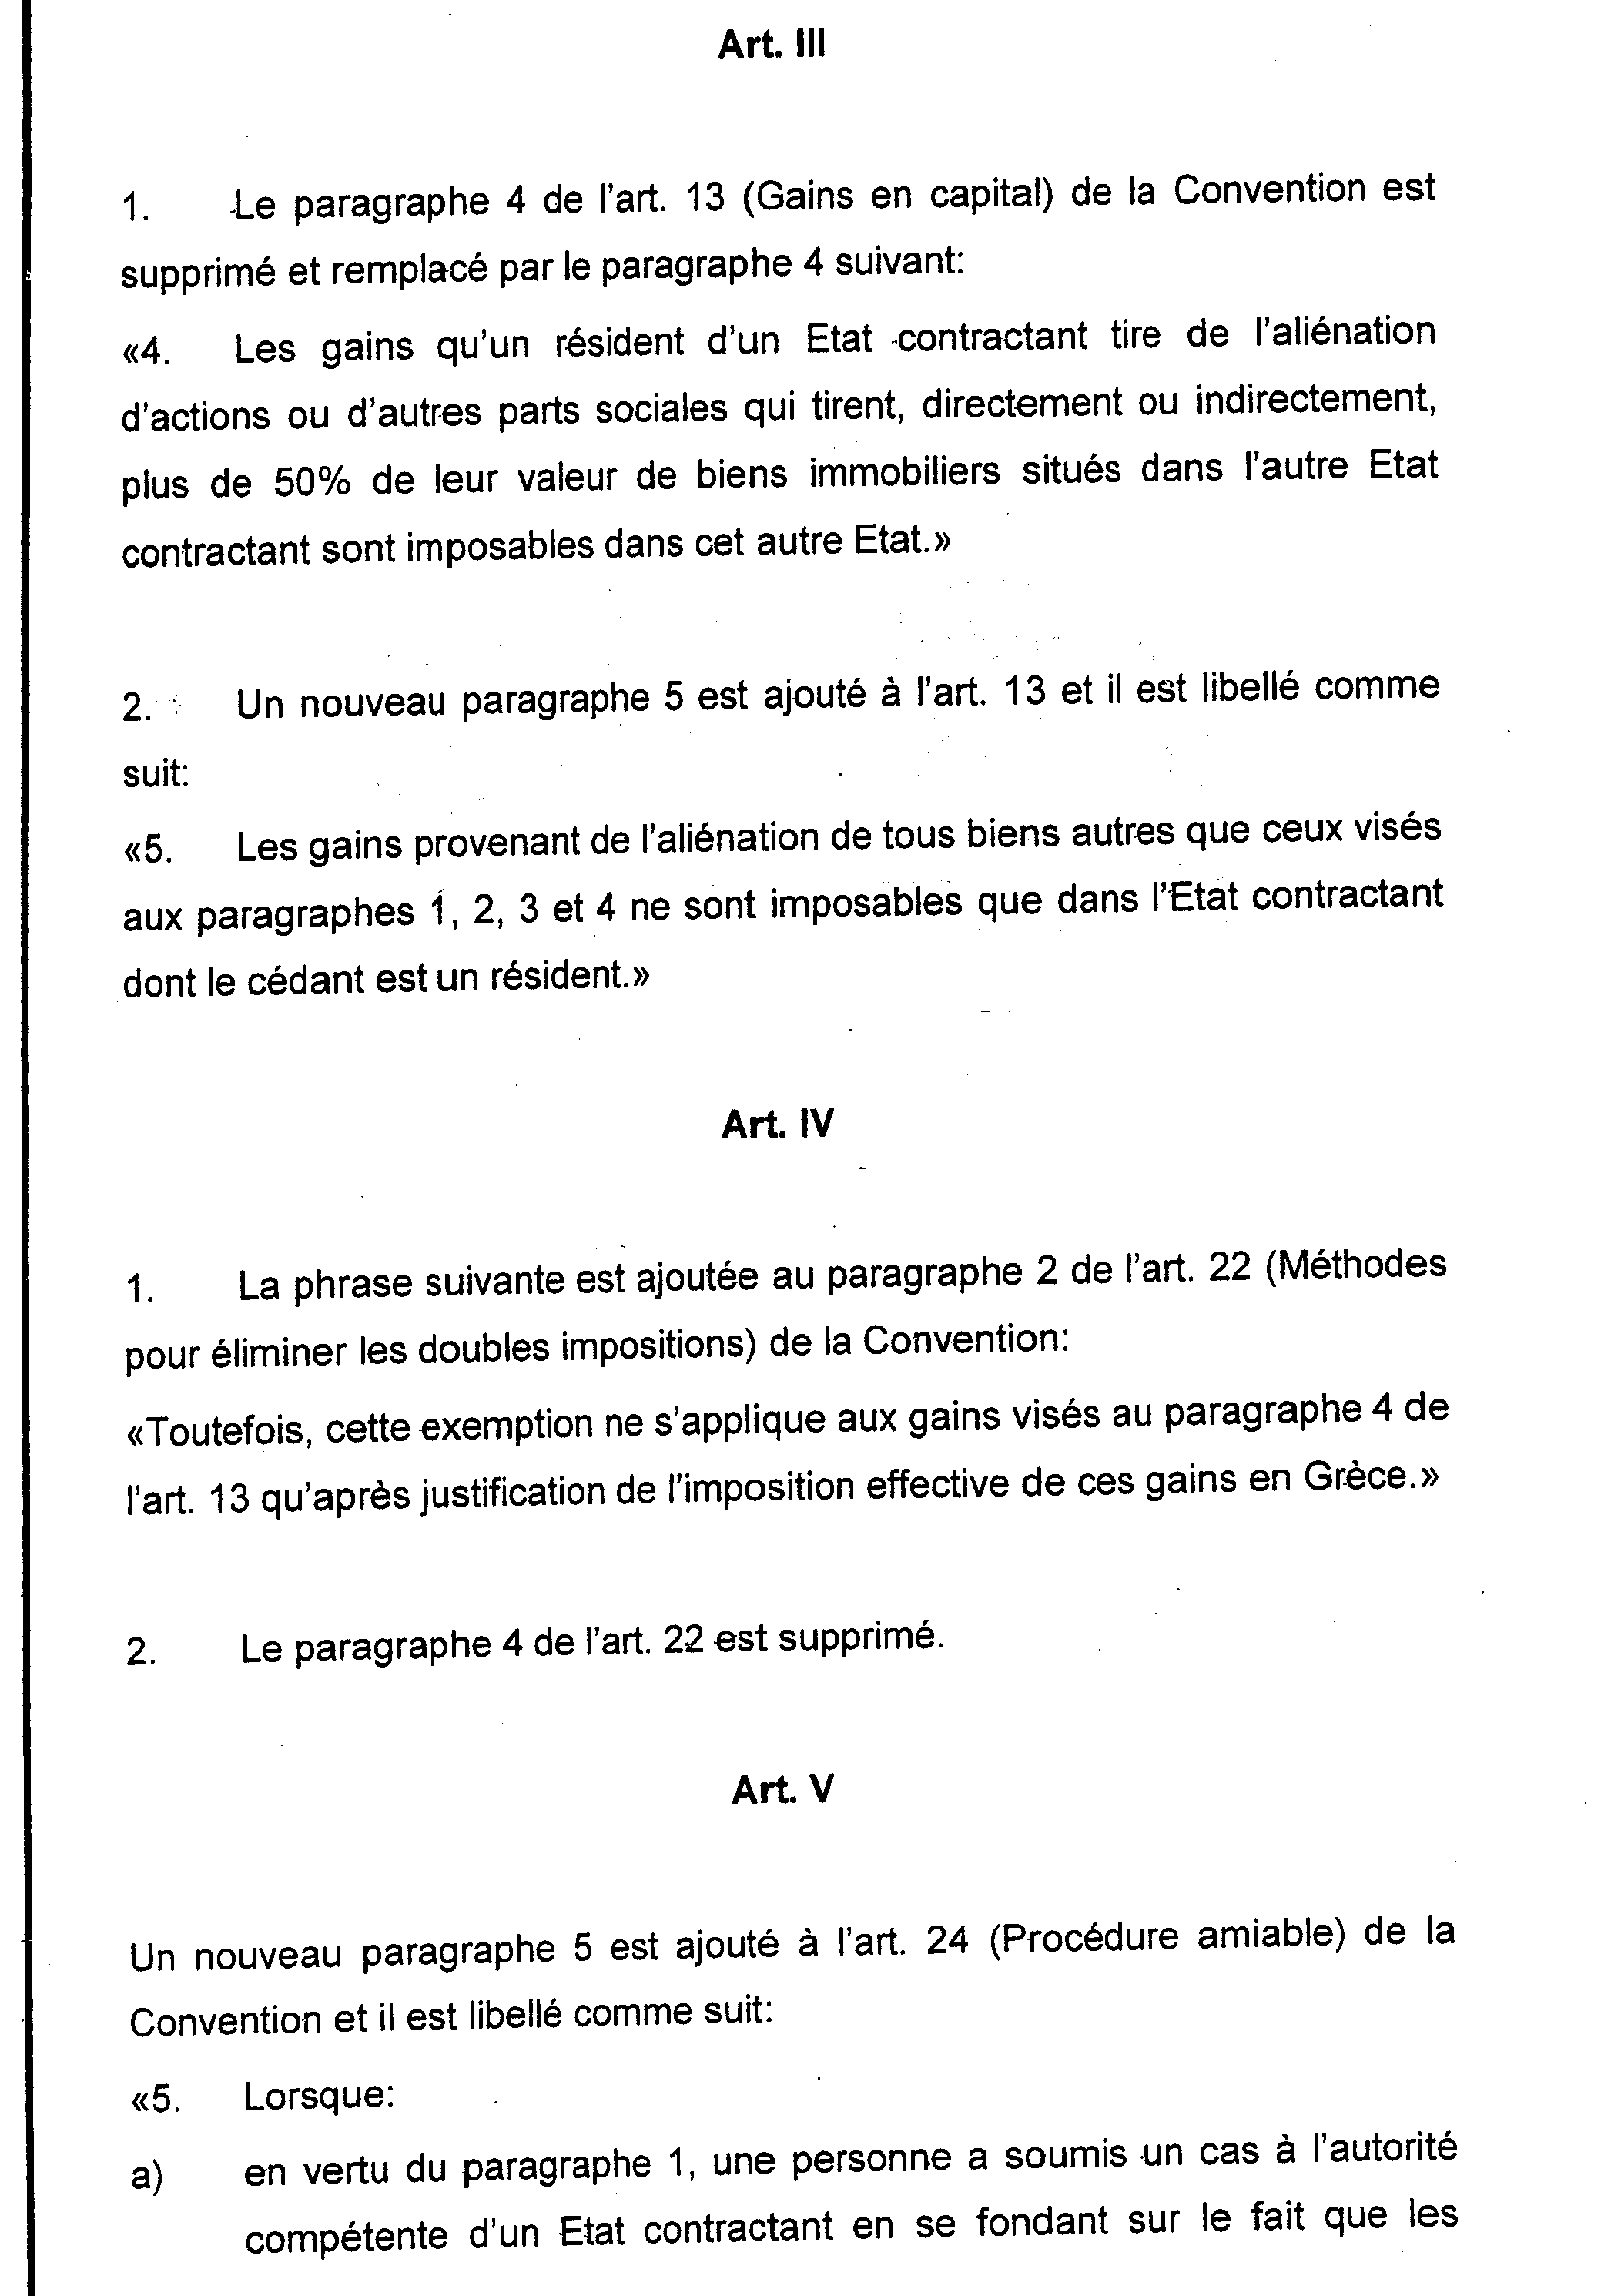 Art. III
1. Le paragraphe 4 de l'art. 13 (Gains en capital) de la Convention est
supprimé et remplacé par le paragraphe 4 suivant:
«4. Les gains qu'un résident d'un Etat contractant tire de l'aliénation
d'actions ou d'autres parts sociales qui tirent, directement ou indirectement,
plus de 50% de leur valeur de biens immobiliers situés dans l'autre Etat
contractant sont imposables dans cet autre Etat.»
2. Un nouveau paragraphe 5 est ajouté à l'art. 13 et il est libellé comme
suit:
«5. Les gains provenant de l'aliénation de tous biens autres que ceux visés
aux paragraphes 1, 2, 3 et 4 ne sont imposables que dans l'Etat contractant
dont le cédant est un résident.»
Art. IV
1. La phrase suivante est ajoutée au paragraphe 2 de l'art. 22 (Méthodes
pour éliminer les doubles impositions) de la Convention:
«Toutefois, cette exemption ne s'applique aux gains visés au paragraphe 4 de
l'art. 13 qu'après justification de l'imposition effective de ces gains en Grèce.»
2. Le paragraphe 4 de l'art. 22 est supprimé.
Art. V
Un nouveau paragraphe 5 est ajouté à l'art. 24 (Procédure amiable) de la
Convention et il est libellé comme suit:
«5. Lorsque:
a) en vertu du paragraphe 1, une personne a soumis un cas à l'autorité
compétente d'un Etat contractant en se fondant sur le fait que les